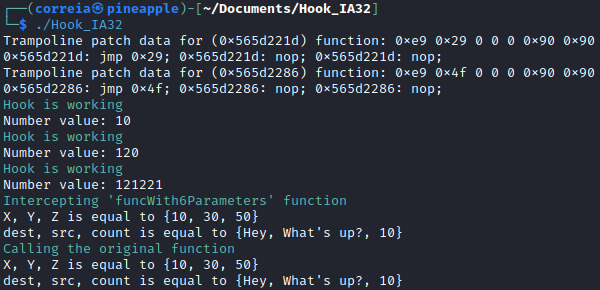 ┌──(correia㉿pineapple)-[~/Documents/Hook_IA32]
└─$ ./Hook_IA32
Trampoline patch data for (0×565d221d) function: 0×e9 0×29 0 0 0 0×90 0×90
0×565d221d: jmp 0×29; 0×565d221d: nop; 0×565d221d: nop;
Trampoline patch data for (0×565d2286) function: 0×e9 0×4f 0 0 0 0×90 0×90
0×565d2286: jmp 0×4f; 0×565d2286: nop; 0×565d2286: nop;
Hook is working
Number value: 10
Hook is working
Number value: 120
Hook is working
Number value: 121221
Intercepting 'funcWith6Parameters' function
X, Y, Z is equal to {10, 30, 50}
dest, src, count is equal to {Hey, What's up?, 10}
Calling the original function
X, Y, Z is equal to {10, 30, 50}
dest, src, count is equal to {Hey, What's up?, 10}